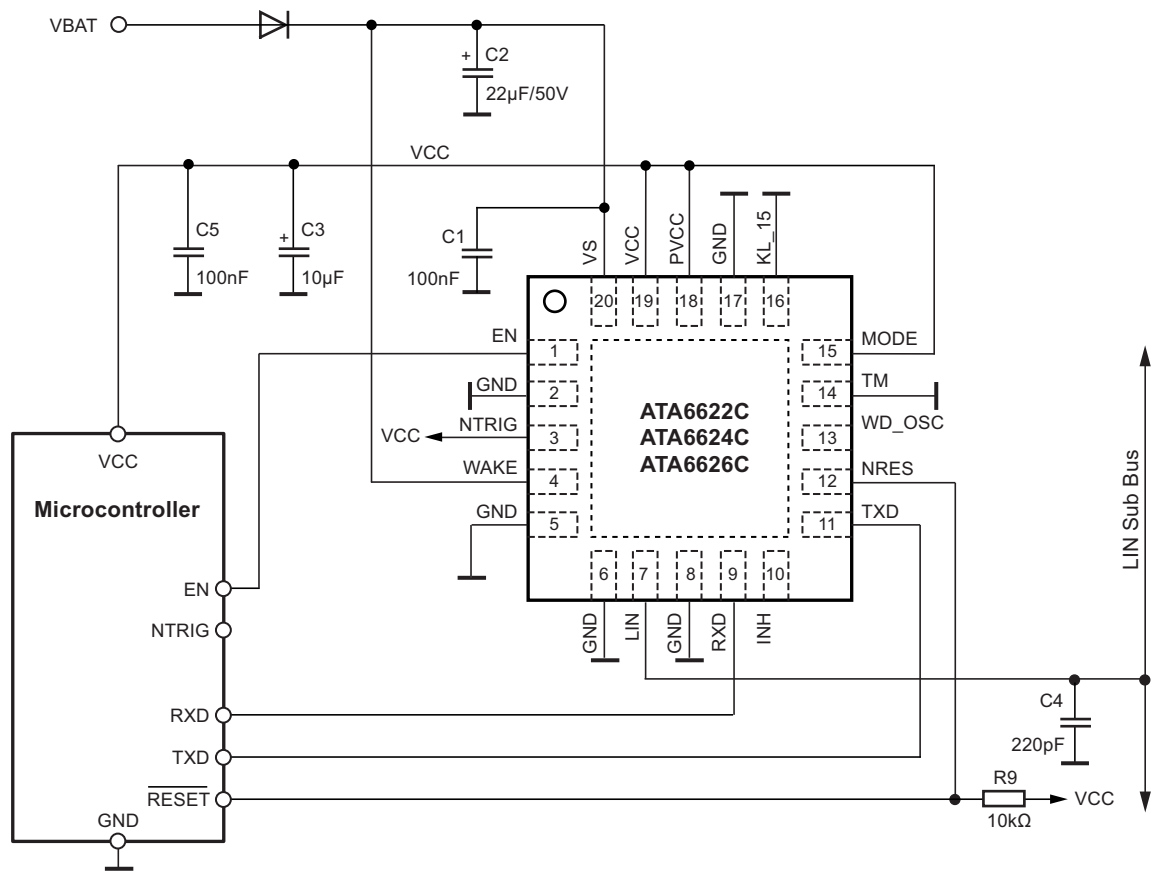 VBAT
+
C2
22µF/50V
VCC
C5
100nF
+
C3
10µF
C1
100nF
VS
VCC
PVCC
GND
KL_15
20
19
18
17
16
EN
1
GND
2
VCC
NTRIG
3
WAKE
4
GND
5
ATA6622C
ATA6624C
ATA6626C
MODE
15
TM
14
WD_OSC
13
NRES
12
TXD
11
6
7
8
9
10
GND
LIN
GND
RXD
INH
LIN Sub Bus
VCC
Microcontroller
EN
NTRIG
RXD
TXD
RESET
GND
C4
220pF
R9
10kΩ
VCC